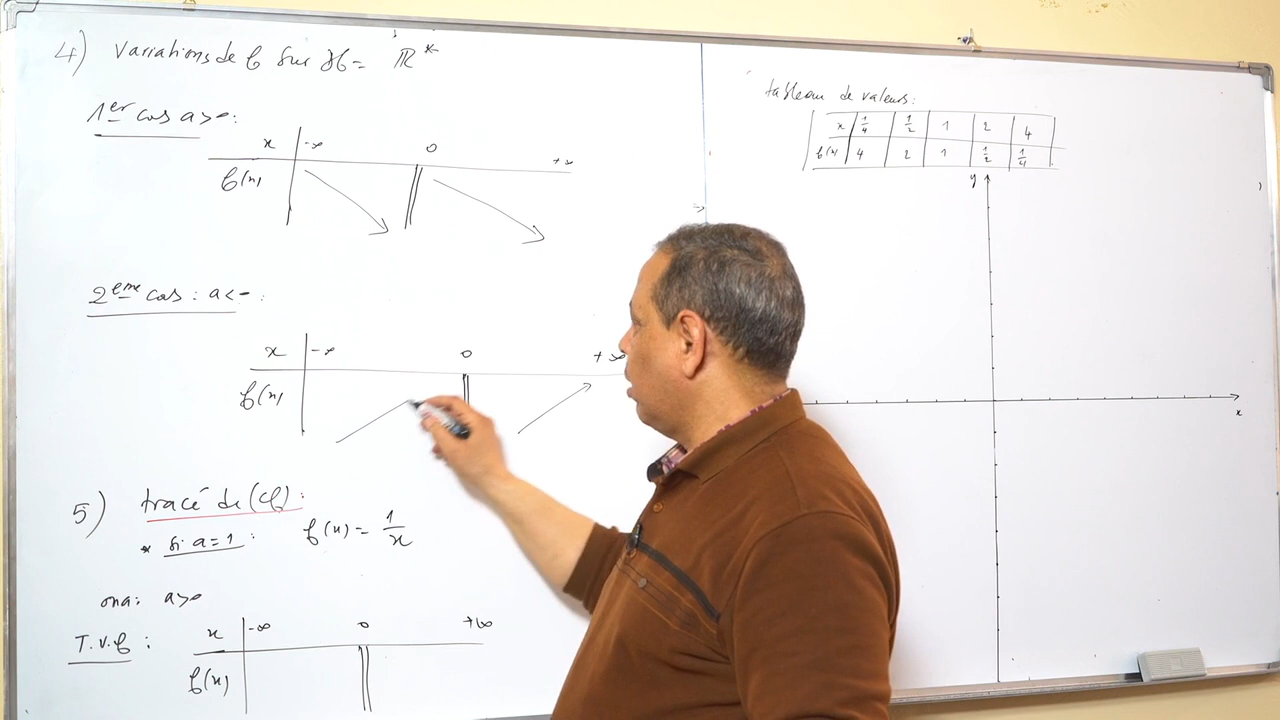 4) Variations de f sur Df = ℝ*
1er cas a>0 :
x -∞ 0 +∞
f(x)
2eme cas : a<0 :
x -∞ 0 +∞
f(x)
5) tracé de (Cf) :
* Si a=1 : f(x) = 1/x
ona : a>0
T.V.f : x -∞ 0 +∞
f(x)
tableau de valeurs :
x 1/4 1/2 1 2 4
f(x) 4 2 1 1/2 1/4
y
x